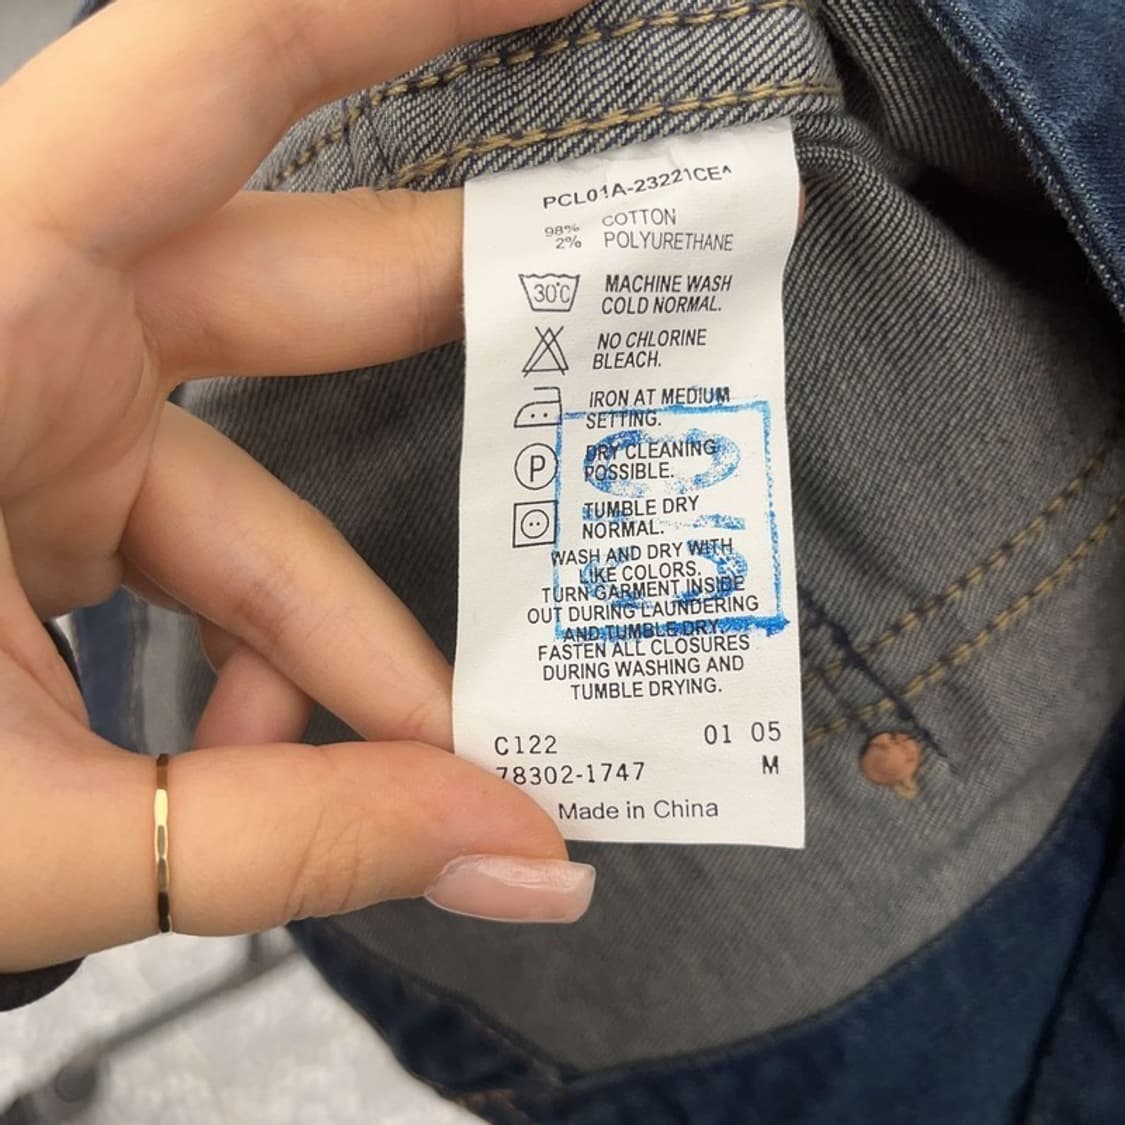 PCL01A-23221CE^
98% COTTON
2% POLYURETHANE
30°C MACHINE WASH
COLD NORMAL.
NO CHLORINE
BLEACH.
IRON AT MEDIUM
SETTING.
P DRY CLEANING
POSSIBLE.
TUMBLE DRY
NORMAL.
WASH AND DRY WITH
LIKE COLORS.
TURN GARMENT INSIDE
OUT DURING LAUNDERING
AND TUMBLE DRY.
FASTEN ALL CLOSURES
DURING WASHING AND
TUMBLE DRYING.
C122 01 05
78302-1747 M
Made in China